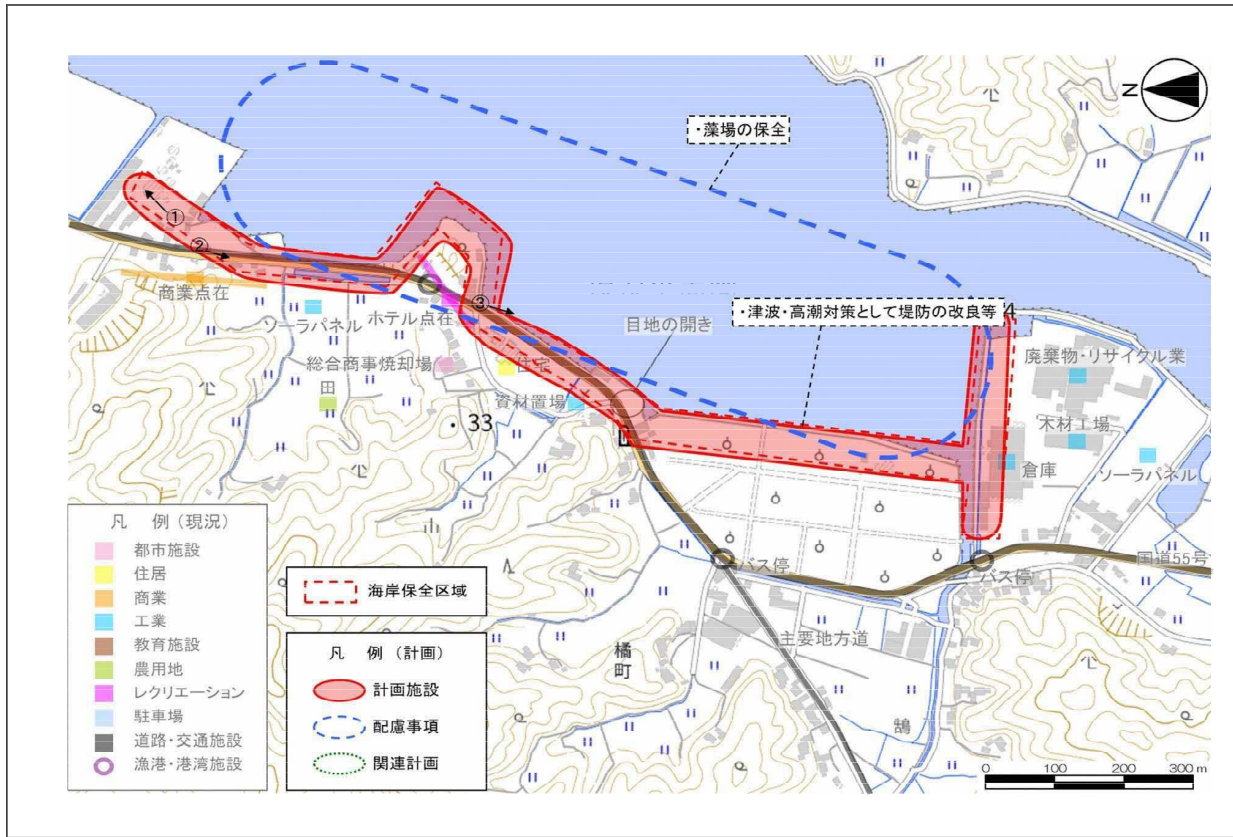 N
・藻場の保全
①
②
商業点在
ソーラパネル
ホテル点在
③
・津波・高潮対策として堤防の改良等
4
目地の開き
総合商事焼却場
住宅
田
資材置場
33
廃棄物・リサイクル業
木材工場
倉庫
ソーラパネル
バス停
バス停
国道55号
主要地方道
橘町
鵠
凡 例 (現況)
都市施設
住居
商業
工業
教育施設
農用地
レクリエーション
駐車場
道路・交通施設
漁港・港湾施設
海岸保全区域
凡 例 (計画)
計画施設
配慮事項
関連計画
0 100 200 300 m